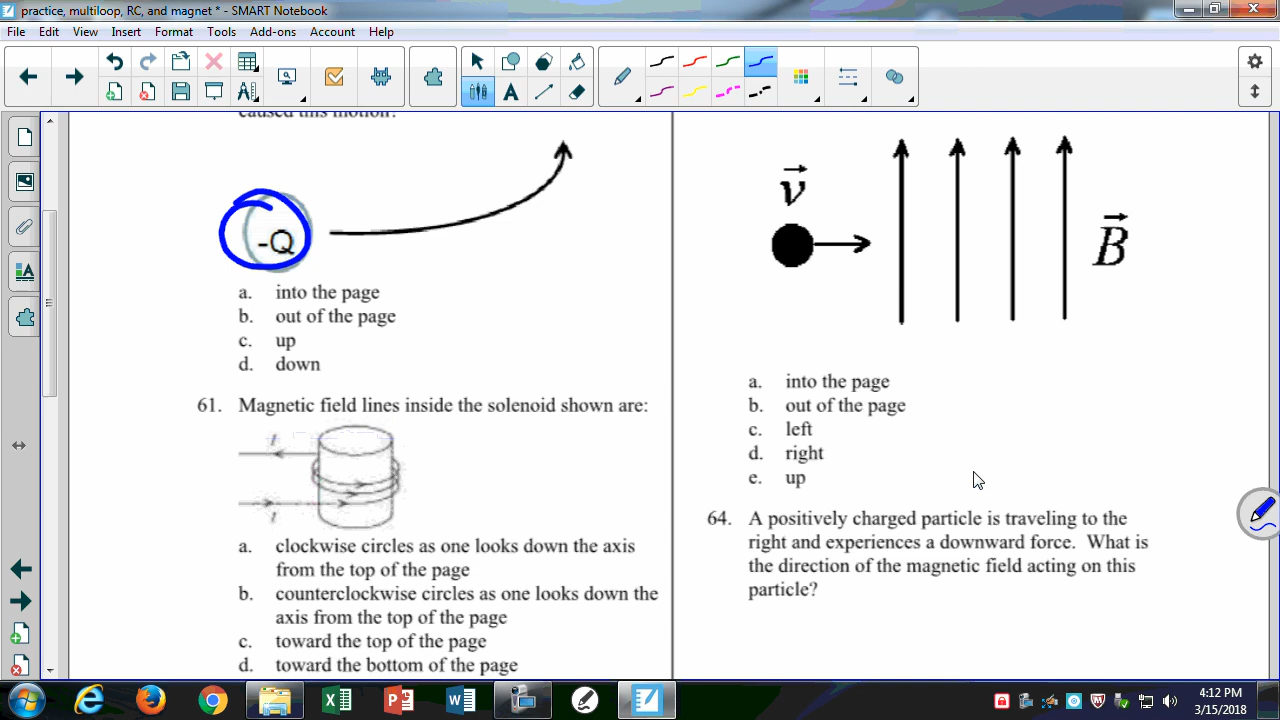 practice, multiloop, RC, and magnet * - SMART Notebook
File Edit View Insert Format Tools Add-ons Account Help
caused this motion?
-Q
a. into the page
b. out of the page
c. up
d. down
61. Magnetic field lines inside the solenoid shown are:
I
I
a. clockwise circles as one looks down the axis
from the top of the page
b. counterclockwise circles as one looks down the
axis from the top of the page
c. toward the top of the page
d. toward the bottom of the page
v
B
a. into the page
b. out of the page
c. left
d. right
e. up
64. A positively charged particle is traveling to the
right and experiences a downward force. What is
the direction of the magnetic field acting on this
particle?
4:12 PM
3/15/2018